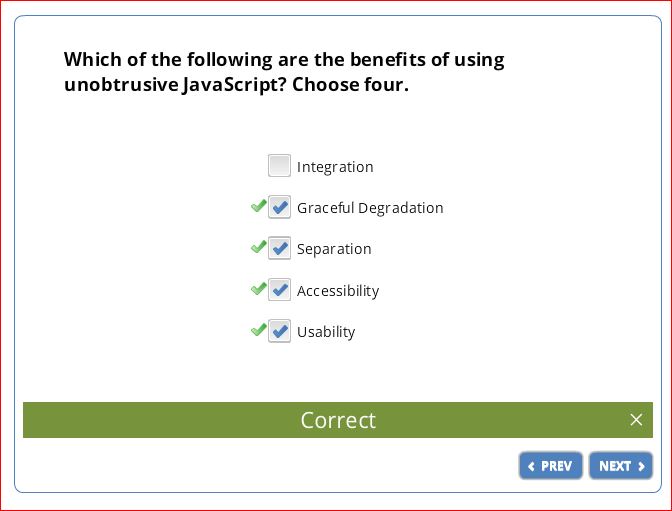 Which of the following are the benefits of using
unobtrusive JavaScript? Choose four.
Integration
Graceful Degradation
Separation
Accessibility
Usability
Correct
PREV
NEXT